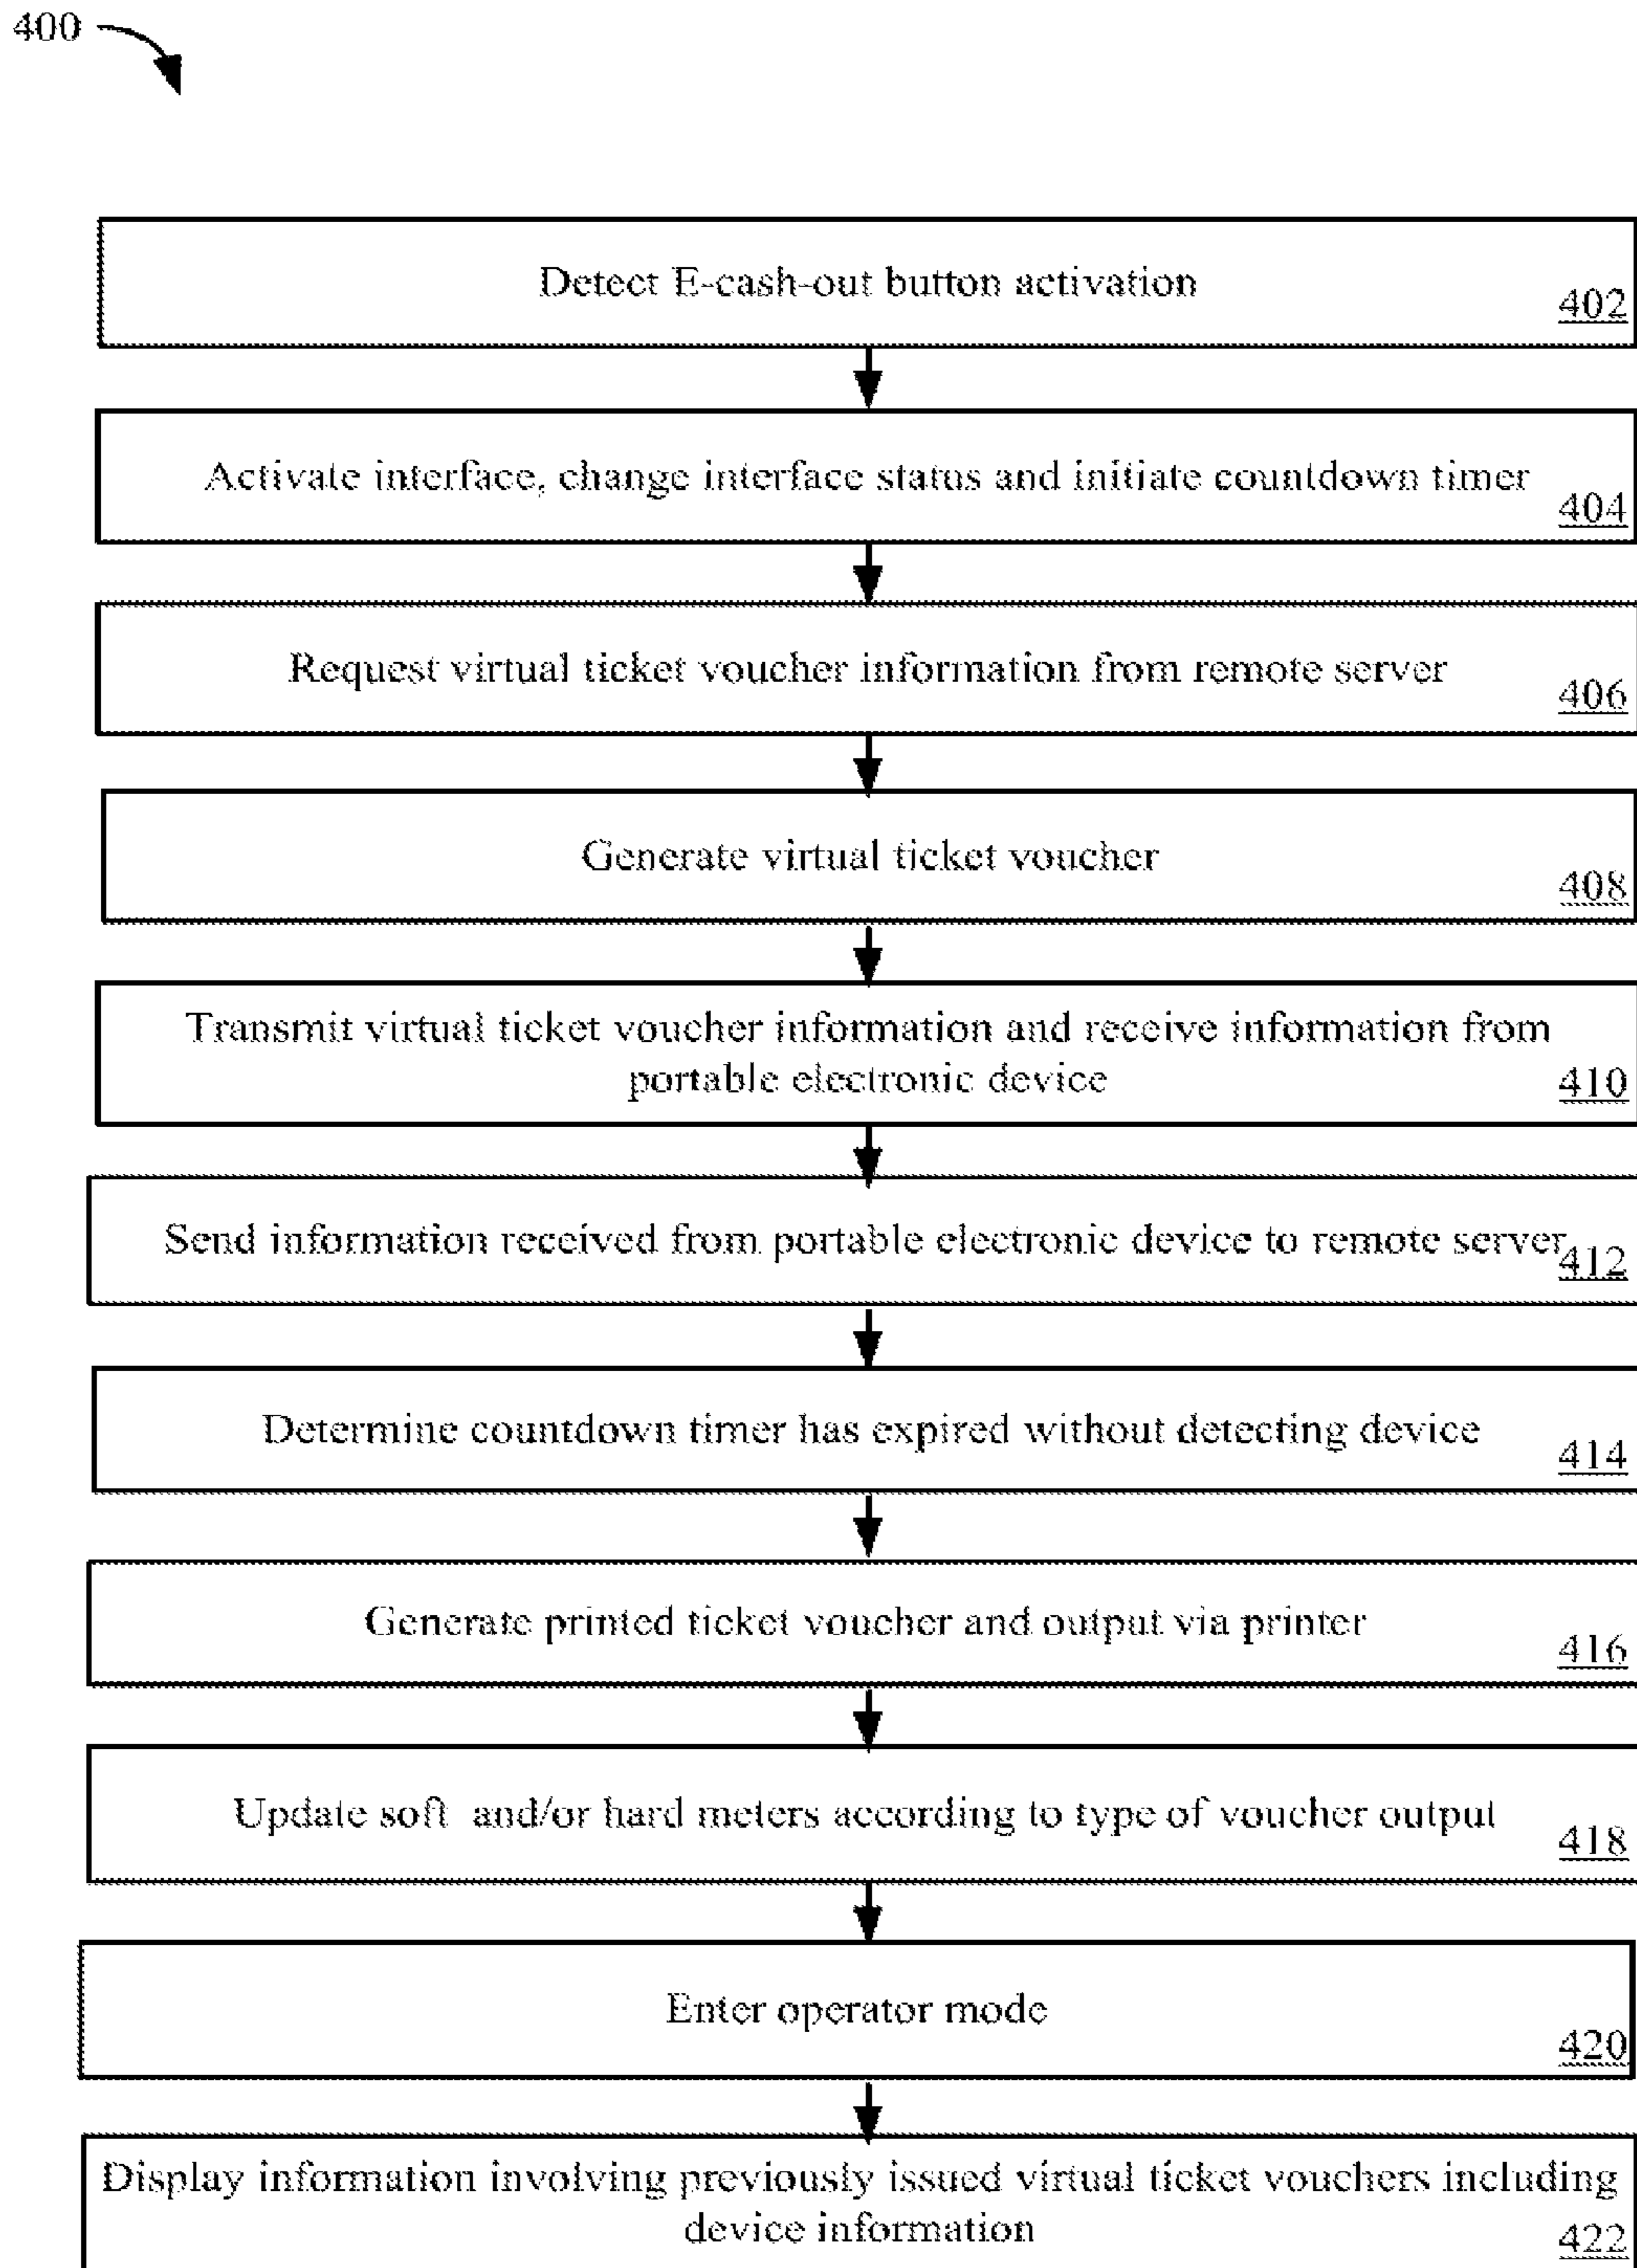 400
Detect E-cash-out button activation
402
Activate interface, change interface status and initiate countdown timer
404
Request virtual ticket voucher information from remote server
406
Generate virtual ticket voucher
408
Transmit virtual ticket voucher information and receive information from
portable electronic device
410
Send information received from portable electronic device to remote server
412
Determine countdown timer has expired without detecting device
414
Generate printed ticket voucher and output via printer
416
Update soft and/or hard meters according to type of voucher output
418
Enter operator mode
420
Display information involving previously issued virtual ticket vouchers including
device information
422